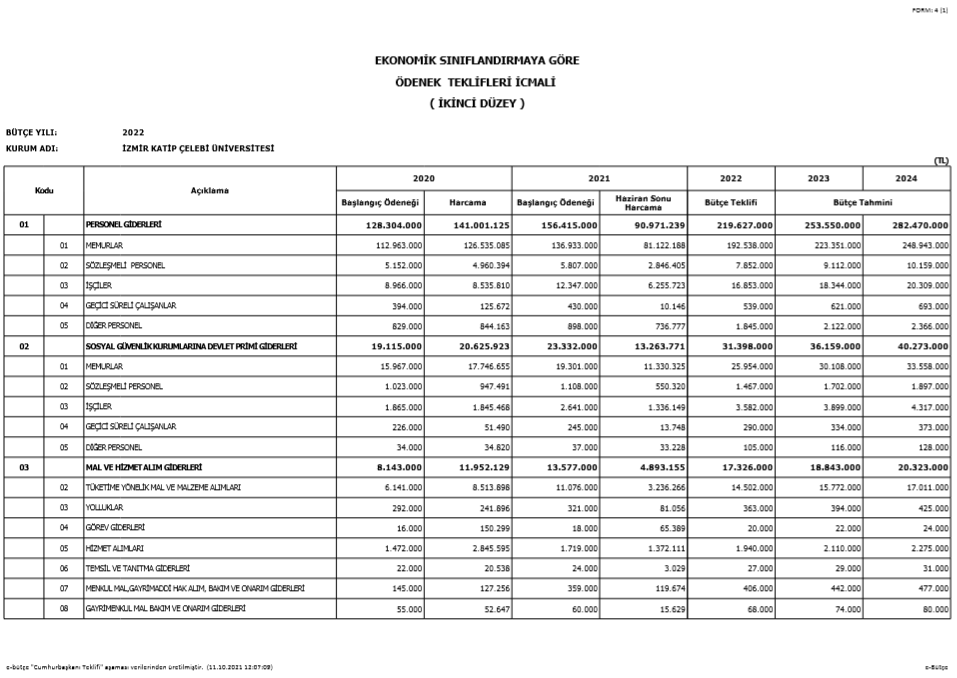 FORM: 4 (1)
EKONOMİK SINIFLANDIRMAYA GÖRE
ÖDENEK TEKLİFLERİ İCMALİ
( İKİNCİ DÜZEY )
BÜTÇE YILI: 2022
KURUM ADI: İZMİR KATİP ÇELEBİ ÜNİVERSİTESİ
(TL)
Kodu Açıklama 2020 2021 2022 2023 2024
Başlangıç Ödeneği Harcama Başlangıç Ödeneği Haziran Sonu Harcama Bütçe Teklifi Bütçe Tahmini
01 PERSONEL GİDERLERİ 128.304.000 141.001.125 156.415.000 90.971.239 219.627.000 253.550.000 282.470.000
01 MEMURLAR 112.963.000 126.535.085 136.933.000 81.122.188 192.538.000 223.351.000 248.943.000
02 SÖZLEŞMELİ PERSONEL 5.152.000 4.960.394 5.807.000 2.846.405 7.852.000 9.112.000 10.159.000
03 İŞÇİLER 8.966.000 8.535.810 12.347.000 6.255.723 16.853.000 18.344.000 20.309.000
04 GEÇİCİ SÜRELİ ÇALIŞANLAR 394.000 125.672 430.000 10.146 539.000 621.000 693.000
05 DİĞER PERSONEL 829.000 844.163 898.000 736.777 1.845.000 2.122.000 2.366.000
02 SOSYAL GÜVENLİK KURUMLARINA DEVLET PRİMİ GİDERLERİ 19.115.000 20.625.923 23.332.000 13.263.771 31.398.000 36.159.000 40.273.000
01 MEMURLAR 15.967.000 17.746.655 19.301.000 11.330.325 25.954.000 30.108.000 33.558.000
02 SÖZLEŞMELİ PERSONEL 1.023.000 947.491 1.108.000 550.320 1.467.000 1.702.000 1.897.000
03 İŞÇİLER 1.865.000 1.845.468 2.641.000 1.336.149 3.582.000 3.899.000 4.317.000
04 GEÇİCİ SÜRELİ ÇALIŞANLAR 226.000 51.490 245.000 13.748 290.000 334.000 373.000
05 DİĞER PERSONEL 34.000 34.820 37.000 33.228 105.000 116.000 128.000
03 MAL VE HİZMET ALIM GİDERLERİ 8.143.000 11.952.129 13.577.000 4.893.155 17.326.000 18.843.000 20.323.000
02 TÜKETİME YÖNELİK MAL VE MALZEME ALIMLARI 6.141.000 8.513.898 11.076.000 3.236.266 14.502.000 15.772.000 17.011.000
03 YOLLUKLAR 292.000 241.896 321.000 81.056 363.000 394.000 425.000
04 GÖREV GİDERLERİ 16.000 150.299 18.000 65.389 20.000 22.000 24.000
05 HİZMET ALIMLARI 1.472.000 2.845.595 1.719.000 1.372.111 1.940.000 2.110.000 2.275.000
06 TEMSİL VE TANITMA GİDERLERİ 22.000 20.538 24.000 3.029 27.000 29.000 31.000
07 MENKUL MAL,GAYRİMADDİ HAK ALIM, BAKIM VE ONARIM GİDERLERİ 145.000 127.256 359.000 119.674 406.000 442.000 477.000
08 GAYRİMENKUL MAL BAKIM VE ONARIM GİDERLERİ 55.000 52.647 60.000 15.629 68.000 74.000 80.000
e-bütçe "Cumhurbaşkanı Teklifi" aşaması verilerinden üretilmiştir. (11.10.2021 12:07:09) e-Bütçe